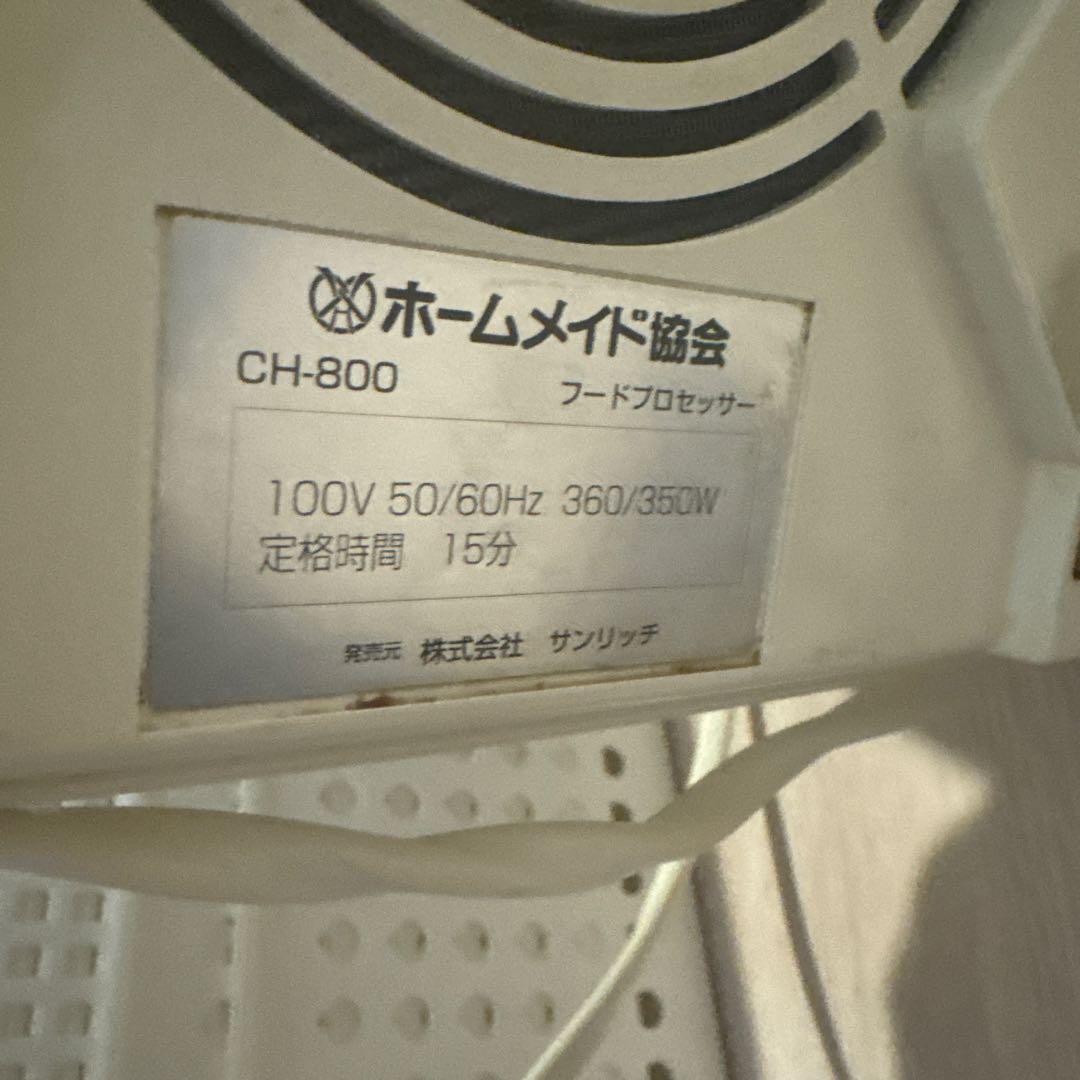 ホームメイド協会
CH-800
フードプロセッサー
100V 50/60Hz 360/350W
定格時間 15分
発売元 株式会社 サンリッチ